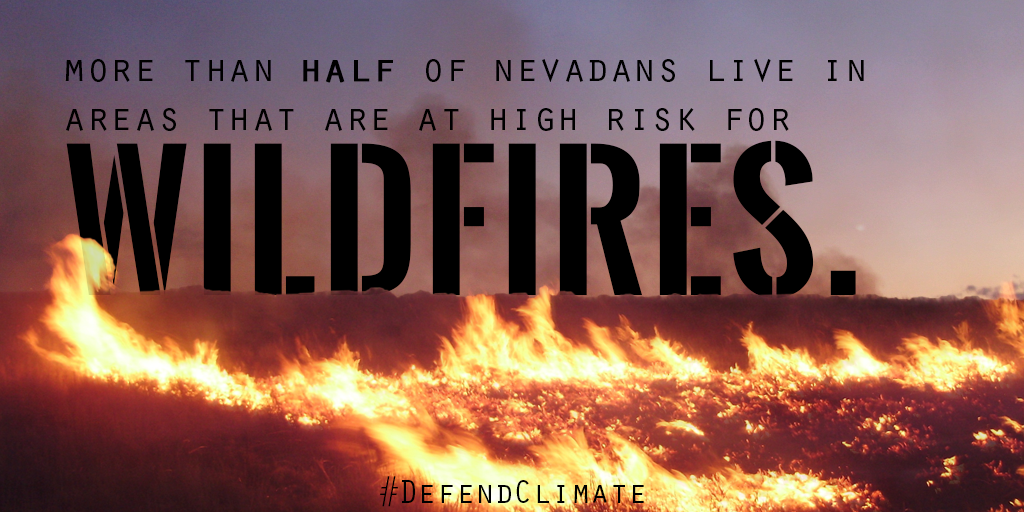 MORE THAN HALF OF NEVADANS LIVE IN
AREAS THAT ARE AT HIGH RISK FOR
WILDFIRES.
#DEFENDCLIMATE